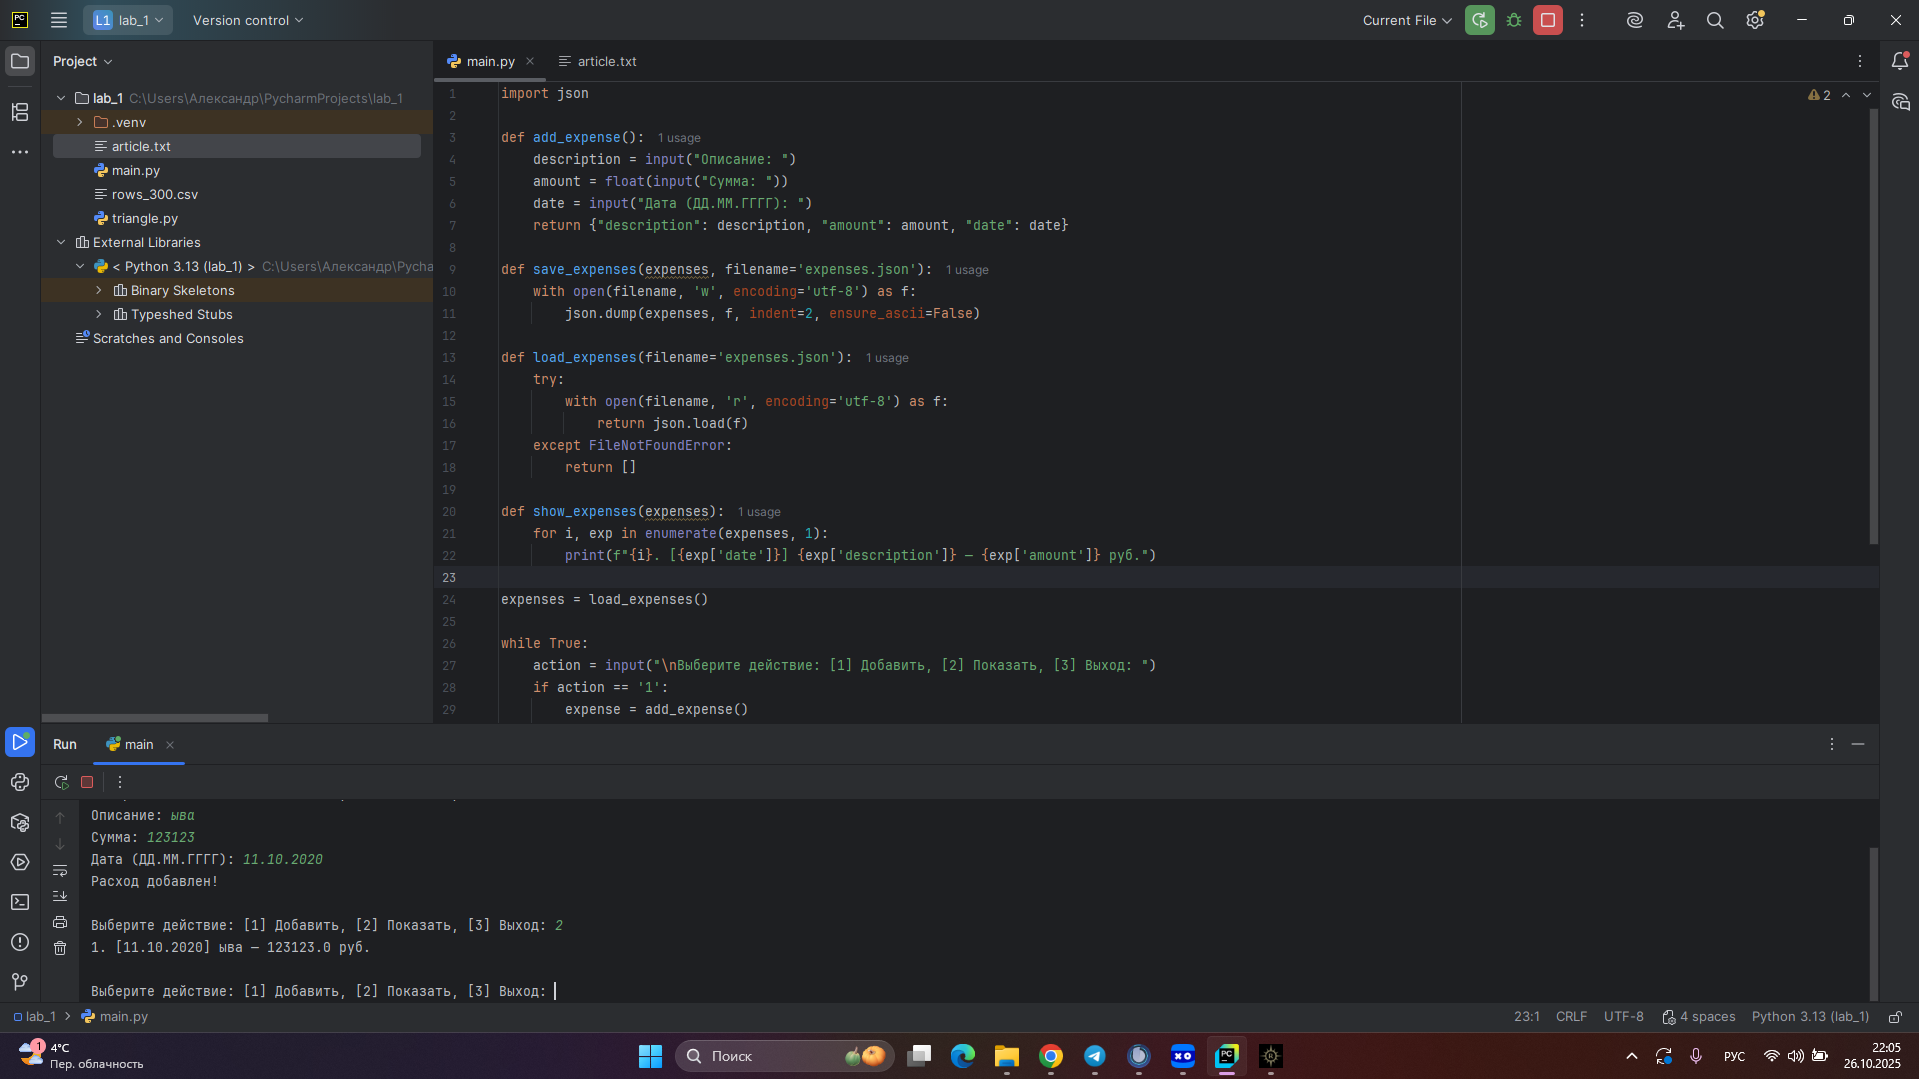 L1 lab_1
Version control
Current File
Project
main.py
article.txt
lab_1 C:\Users\Александр\PycharmProjects\lab_1
.venv
article.txt
main.py
rows_300.csv
triangle.py
External Libraries
< Python 3.13 (lab_1) > C:\Users\Александр\Pycha
Binary Skeletons
Typeshed Stubs
Scratches and Consoles
2
1 import json
2
3 def add_expense(): 1 usage
4 description = input("Описание: ")
5 amount = float(input("Сумма: "))
6 date = input("Дата (ДД.ММ.ГГГГ): ")
7 return {"description": description, "amount": amount, "date": date}
8
9 def save_expenses(expenses, filename='expenses.json'): 1 usage
10 with open(filename, 'w', encoding='utf-8') as f:
11 json.dump(expenses, f, indent=2, ensure_ascii=False)
12
13 def load_expenses(filename='expenses.json'): 1 usage
14 try:
15 with open(filename, 'r', encoding='utf-8') as f:
16 return json.load(f)
17 except FileNotFoundError:
18 return []
19
20 def show_expenses(expenses): 1 usage
21 for i, exp in enumerate(expenses, 1):
22 print(f"{i}. [{exp['date']}] {exp['description']} — {exp['amount']} руб.")
23
24 expenses = load_expenses()
25
26 while True:
27 action = input("\nВыберите действие: [1] Добавить, [2] Показать, [3] Выход: ")
28 if action == '1':
29 expense = add_expense()
Run
main
Описание: ыва
Сумма: 123123
Дата (ДД.ММ.ГГГГ): 11.10.2020
Расход добавлен!
Выберите действие: [1] Добавить, [2] Показать, [3] Выход: 2
1. [11.10.2020] ыва — 123123.0 руб.
Выберите действие: [1] Добавить, [2] Показать, [3] Выход:
lab_1 > main.py
23:1 CRLF UTF-8 4 spaces Python 3.13 (lab_1)
1
4°C
Пер. облачность
Поиск
РУС
22:05
26.10.2025